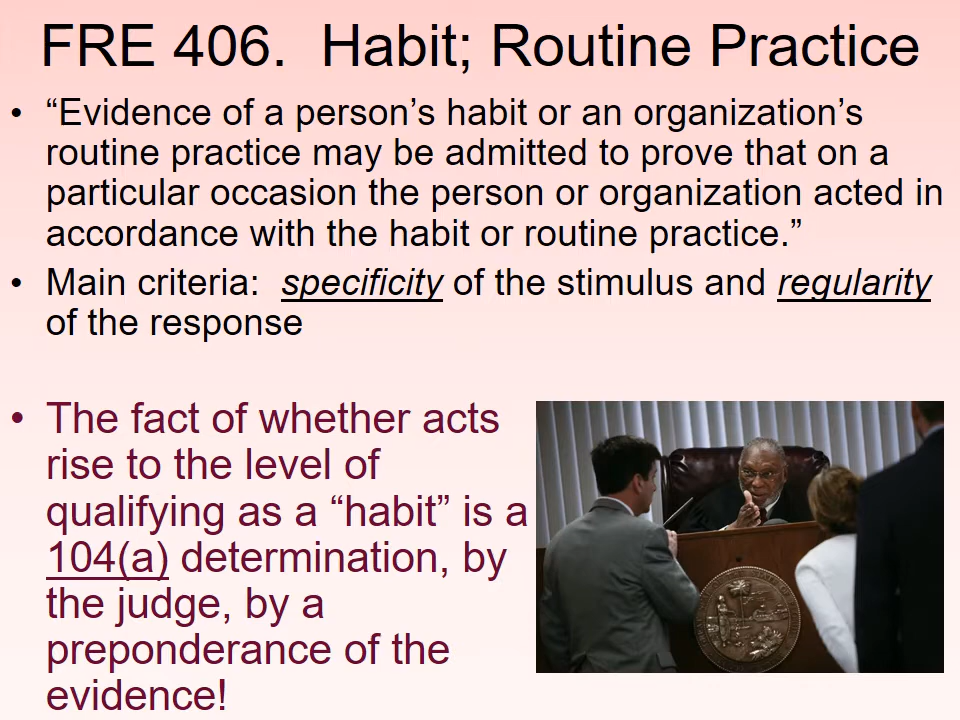 FRE 406.  Habit; Routine Practice
• “Evidence of a person’s habit or an organization’s
routine practice may be admitted to prove that on a
particular occasion the person or organization acted in
accordance with the habit or routine practice.”
• Main criteria:  specificity of the stimulus and regularity
of the response
• The fact of whether acts
rise to the level of
qualifying as a “habit” is a
104(a) determination, by
the judge, by a
preponderance of the
evidence!